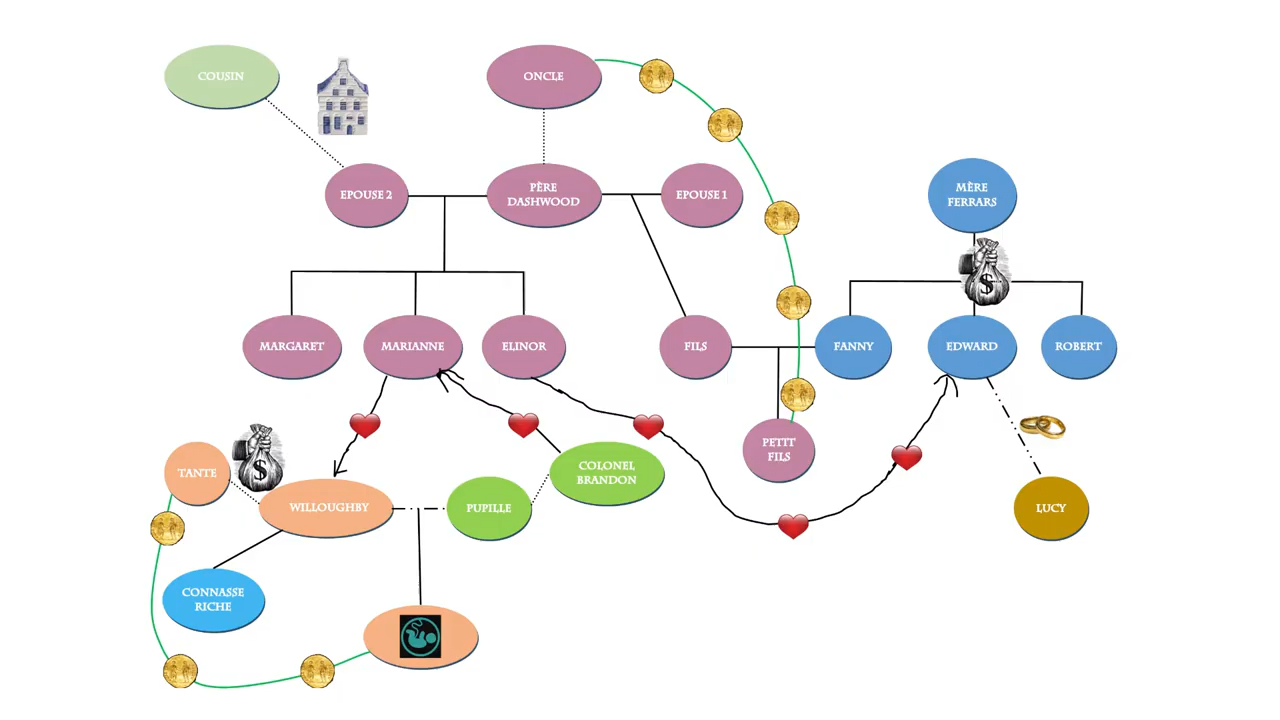 COUSIN
ONCLE
EPOUSE 2
PÈRE
DASHWOOD
EPOUSE 1
MÈRE
FERRARS
$
MARGARET
MARIANNE
ELINOR
FILS
FANNY
EDWARD
ROBERT
PETIT
FILS
TANTE
$
COLONEL
BRANDON
WILLOUGHBY
PUPILLE
LUCY
CONNASSE
RICHE